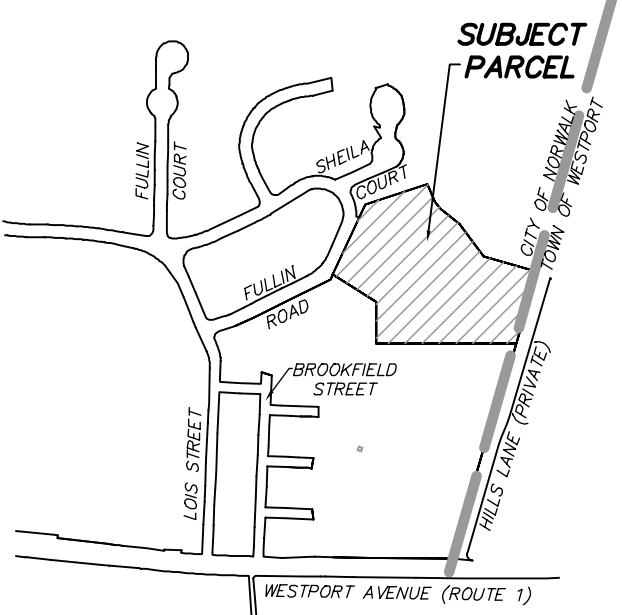 SUBJECT
PARCEL
CITY OF NORWALK
TOWN OF WESTPORT
FULLIN
COURT
SHEILA
COURT
FULLIN
ROAD
BROOKFIELD
STREET
LOIS STREET
HILLS LANE (PRIVATE)
WESTPORT AVENUE (ROUTE 1)